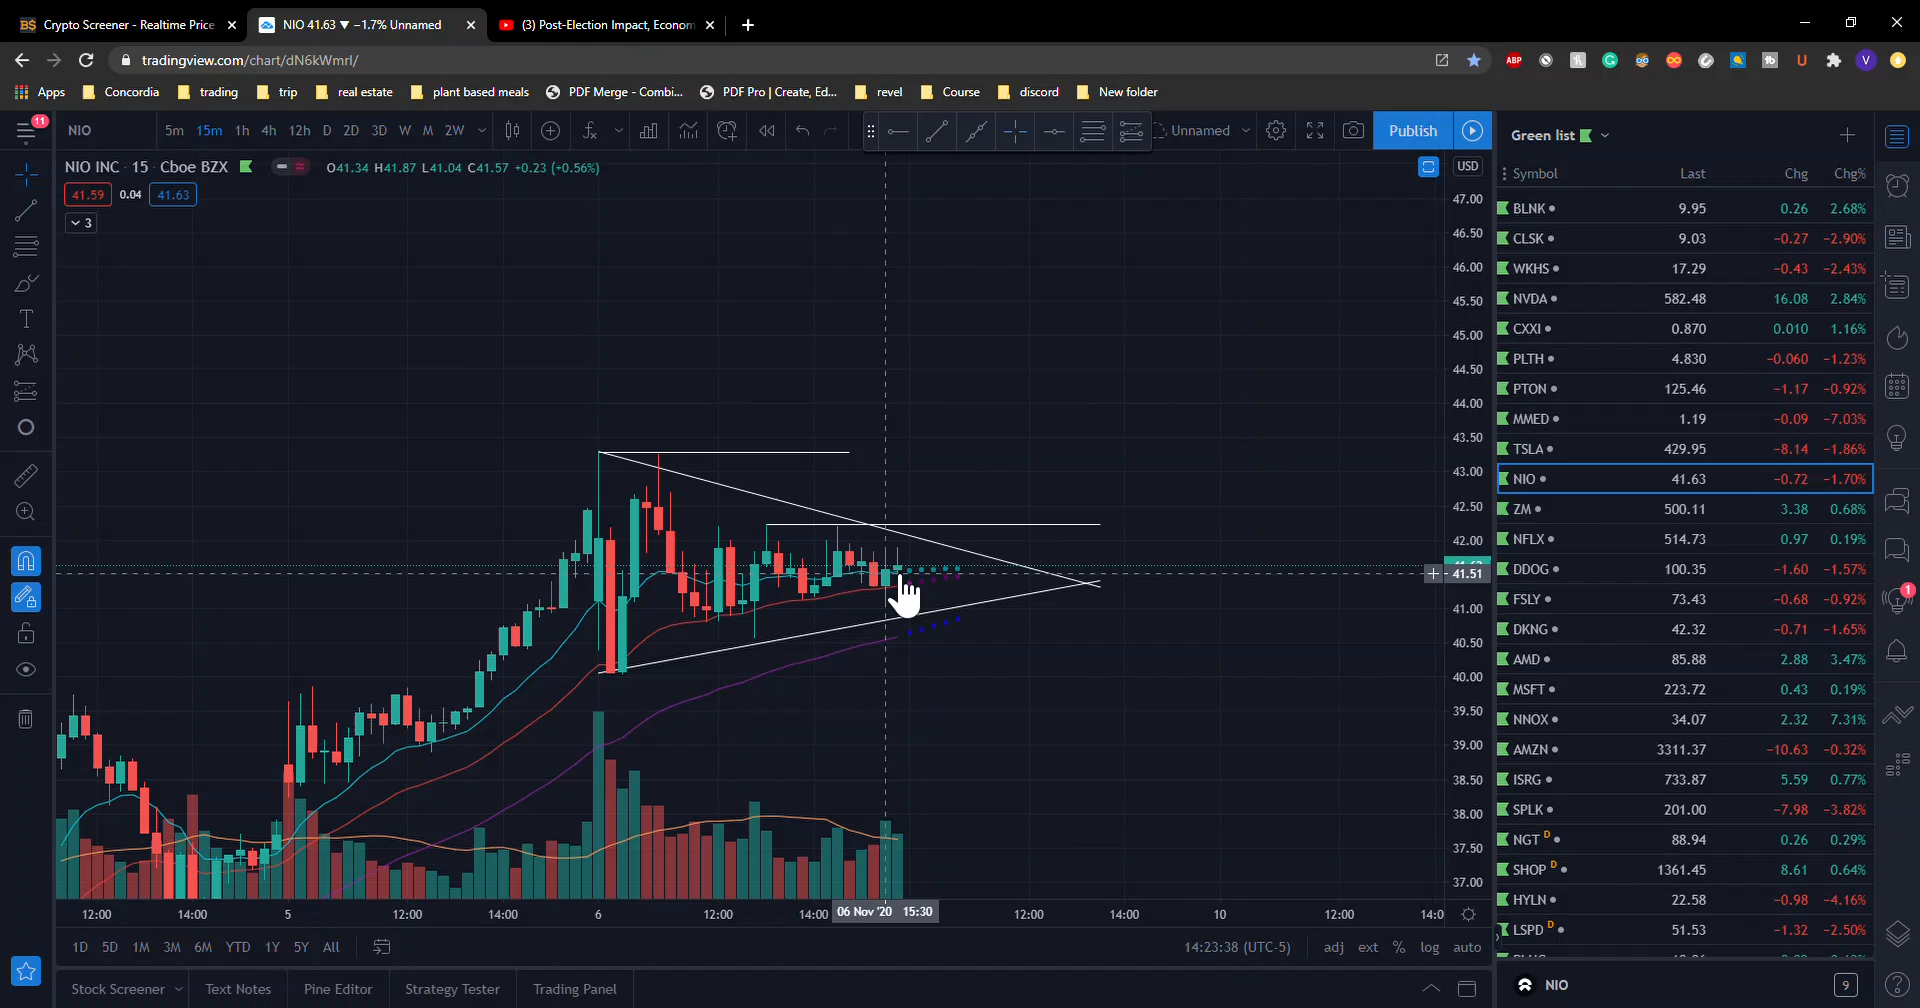 Crypto Screener - Realtime Price
NIO 41.63 ▼ −1.7% Unnamed
(3) Post-Election Impact, Econom
tradingview.com/chart/dN6kWmrI/
ABP
V
Apps
Concordia
trading
trip
real estate
plant based meals
PDF Merge - Combi...
PDF Pro | Create, Ed...
revel
Course
discord
New folder
11
NIO
5m 15m 1h 4h 12h D 2D 3D W M 2W
Unnamed
Publish
NIO INC · 15 · Cboe BZX
O41.34 H41.87 L41.04 C41.57 +0.23 (+0.56%)
41.59 0.04 41.63
3
USD
47.00
46.50
46.00
45.50
45.00
44.50
44.00
43.50
43.00
42.50
42.00
41.51
41.00
40.50
40.00
39.50
39.00
38.50
38.00
37.50
37.00
12:00 14:00 5 12:00 14:00 6 12:00 14:00 06 Nov '20 15:30 12:00 14:00 10 12:00 14:0
1D 5D 1M 3M 6M YTD 1Y 5Y All
14:23:38 (UTC-5) adj ext % log auto
Stock Screener Text Notes Pine Editor Strategy Tester Trading Panel
Green list
Symbol Last Chg Chg%
BLNK 9.95 0.26 2.68%
CLSK 9.03 −0.27 −2.90%
WKHS 17.29 −0.43 −2.43%
NVDA 582.48 16.08 2.84%
CXXI 0.870 0.010 1.16%
PLTH 4.830 −0.060 −1.23%
PTON 125.46 −1.17 −0.92%
MMED 1.19 −0.09 −7.03%
TSLA 429.95 −8.14 −1.86%
NIO 41.63 −0.72 −1.70%
ZM 500.11 3.38 0.68%
NFLX 514.73 0.97 0.19%
DDOG 100.35 −1.60 −1.57%
FSLY 73.43 −0.68 −0.92%
DKNG 42.32 −0.71 −1.65%
AMD 85.88 2.88 3.47%
MSFT 223.72 0.43 0.19%
NNOX 34.07 2.32 7.31%
AMZN 3311.37 −10.63 −0.32%
ISRG 733.87 5.59 0.77%
SPLK 201.00 −7.98 −3.82%
NGT D 88.94 0.26 0.29%
SHOP D 1361.45 8.61 0.64%
HYLN 22.58 −0.98 −4.16%
LSPD D 51.53 −1.32 −2.50%
NIO 9
1